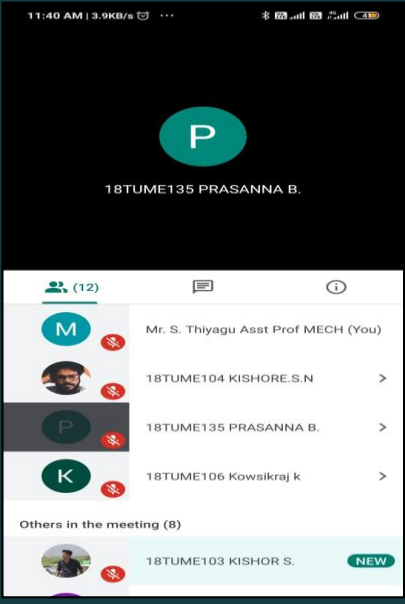 11:40 AM | 3.9KB/s
P
18TUME135 PRASANNA B.
(12)
M Mr. S. Thiyagu Asst Prof MECH (You)
18TUME104 KISHORE.S.N
P 18TUME135 PRASANNA B.
K 18TUME106 Kowsikraj k
Others in the meeting (8)
18TUME103 KISHOR S. NEW